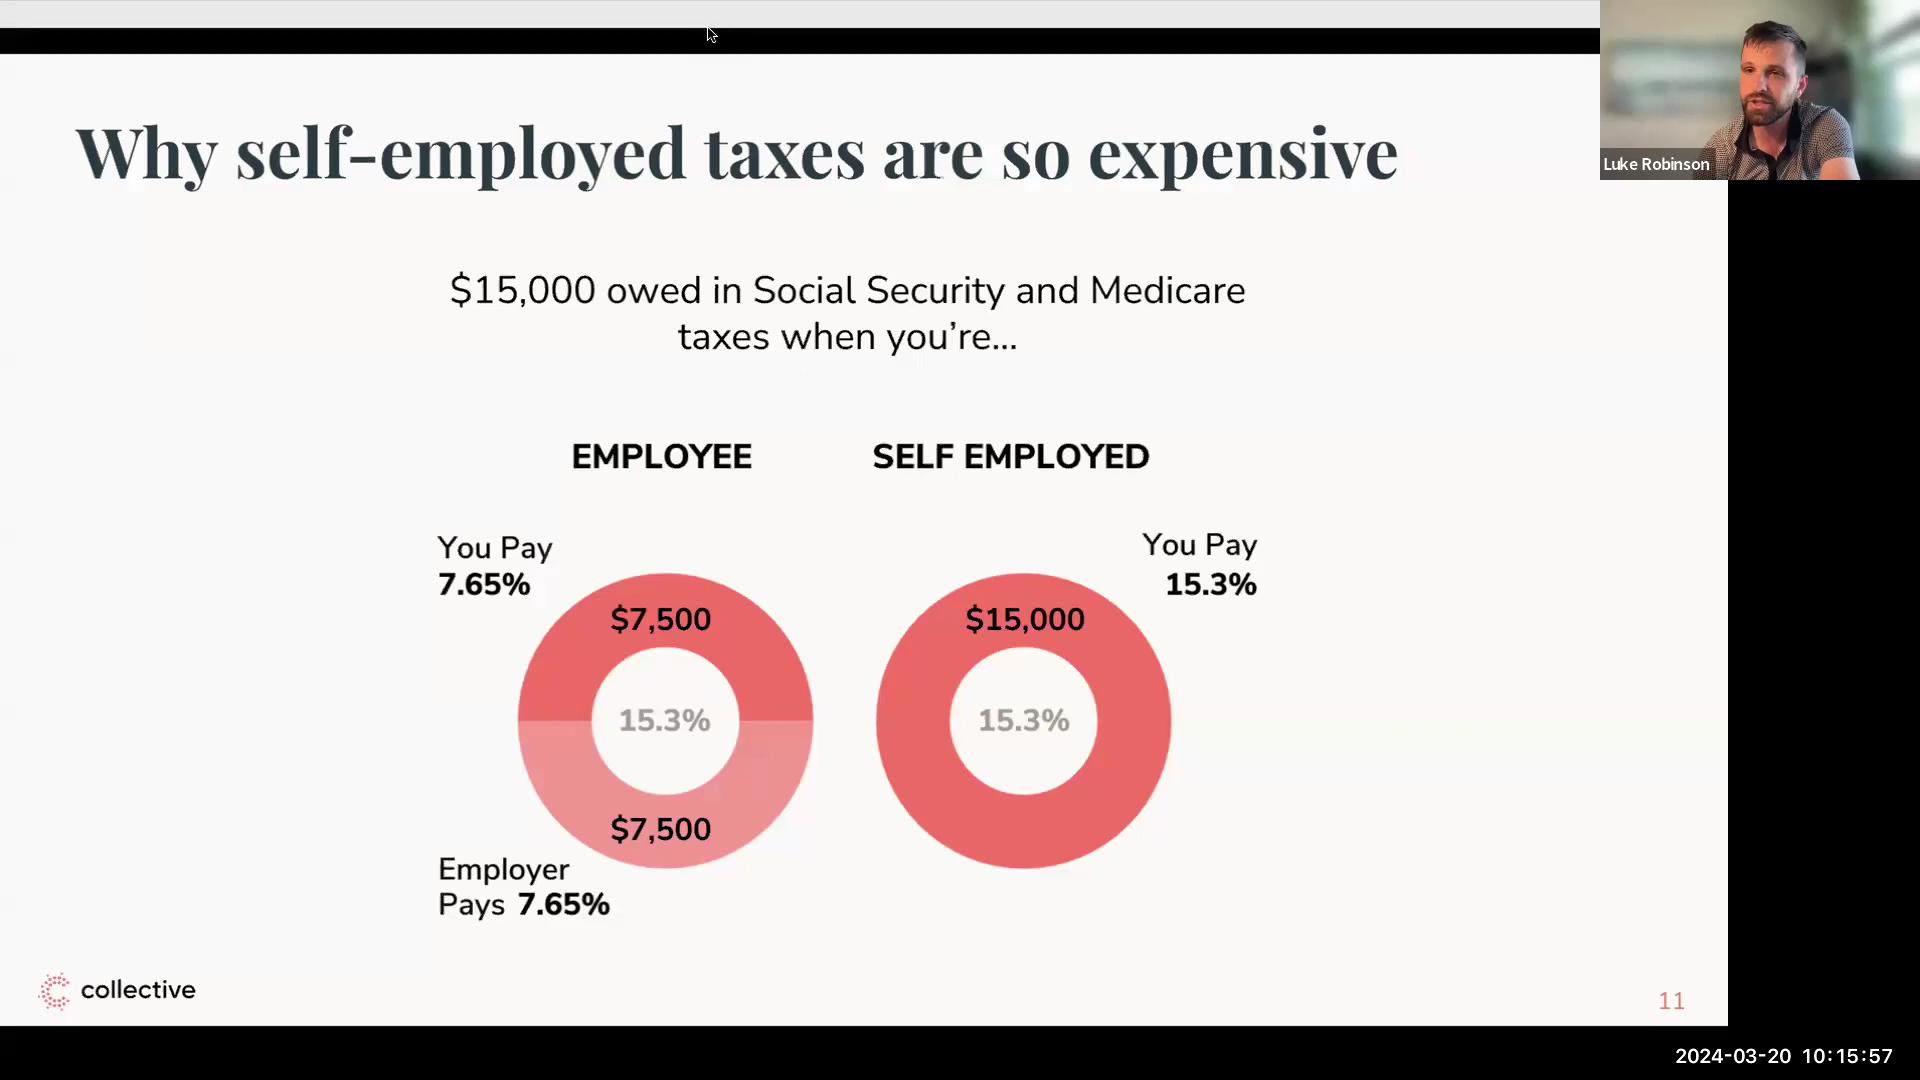 Why self-employed taxes are so expensive
Luke Robinson
$15,000 owed in Social Security and Medicare
taxes when you’re...
EMPLOYEE
SELF EMPLOYED
You Pay
7.65%
$7,500
15.3%
$7,500
Employer
Pays 7.65%
You Pay
15.3%
$15,000
15.3%
collective
11
2024-03-20 10:15:57